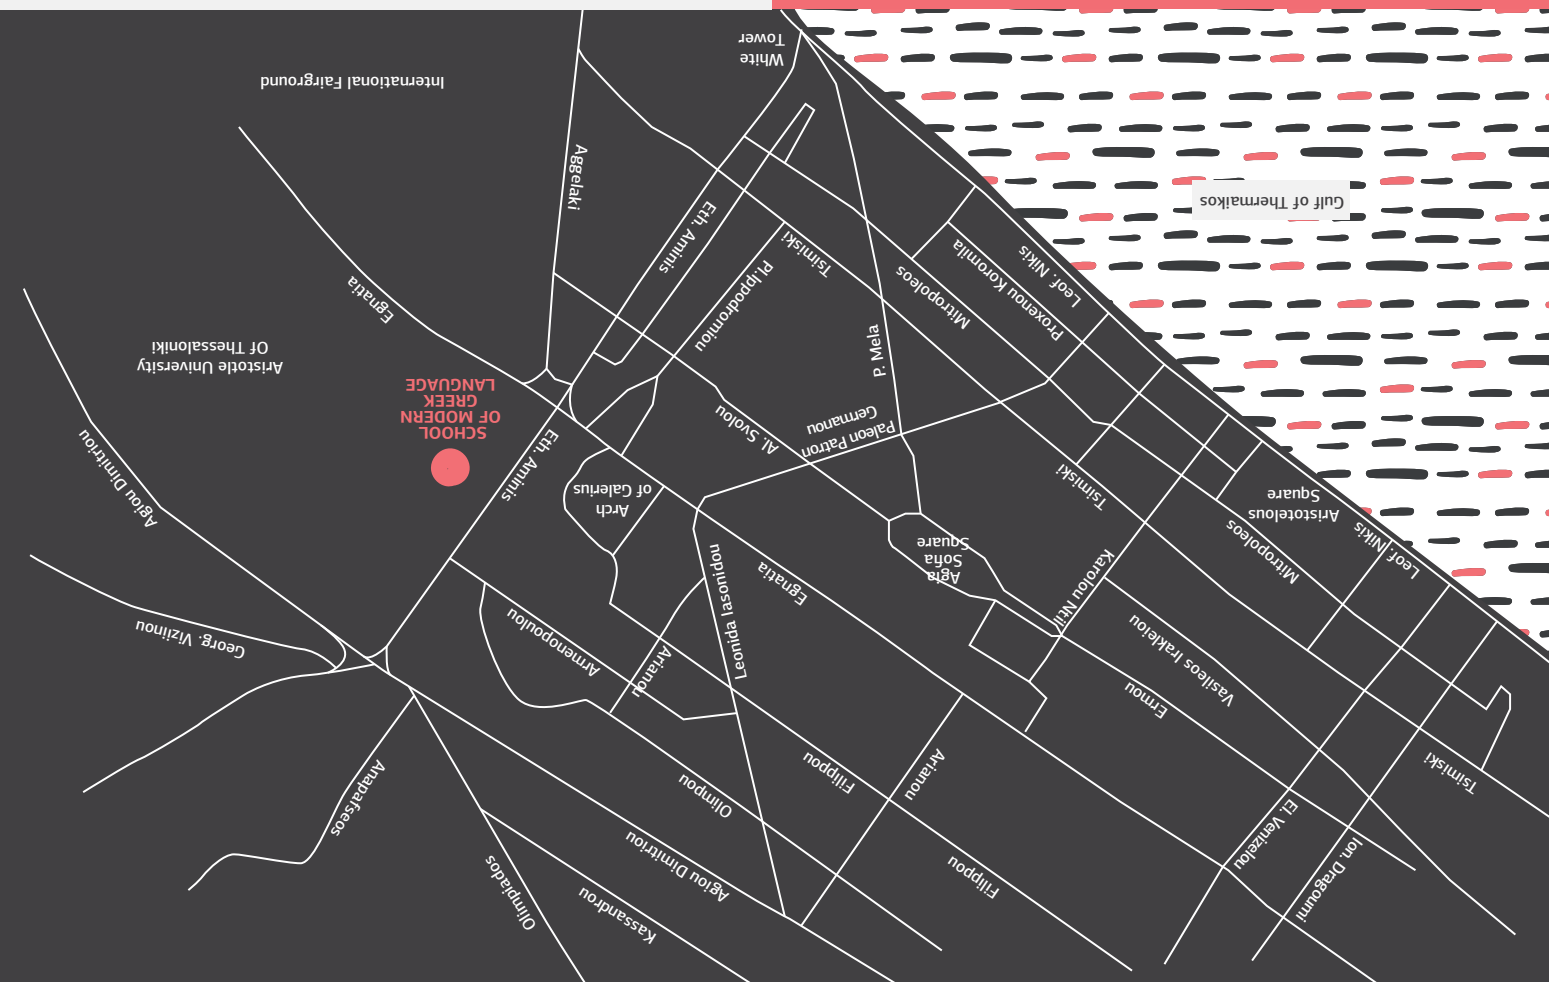 Ion. Dragoumi
El. Venizelou
Filippou
Kassandrou
Olimpiados
Agiou Dimitriou
Anapafseos
Tsimiski
Arianou
Filippou
Olimpou
Ermou
Vasileos Irakleiou
Karolou Ntil
Leonida Iasonidou
Arianou
Armenopoulou
Georg. Viziinou
Egnatia
Agia
Sofia
Square
Mitropoleos
Leof. Nikis
Aristotelous
Square
Tsimiski
Arch
of Galerius
Eth. Aminis
Agiou Dimitriou
Paleon Patron
Germanou
Al. Svolou
SCHOOL
OF MODERN
GREEK
LANGUAGE
Aristotle University
Of Thessaloniki
P. Mela
Pl.Ippodromiou
Egnatia
Mitropoleos
Proxenou Koromila
Leof. Nikis
Tsimiski
Eth. Aminis
Gulf of Thermaikos
Aggelaki
International Fairground
White
Tower